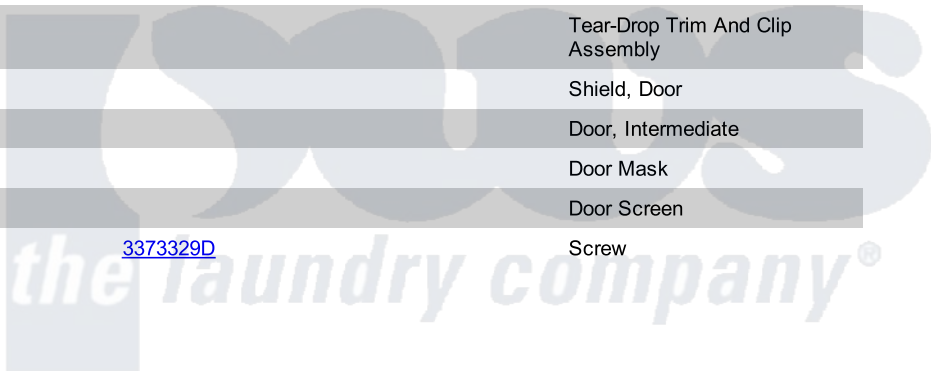 Tear-Drop Trim And Clip
Assembly
Shield, Door
Door, Intermediate
Door Mask
Door Screen
3373329D Screw
the laundry company®